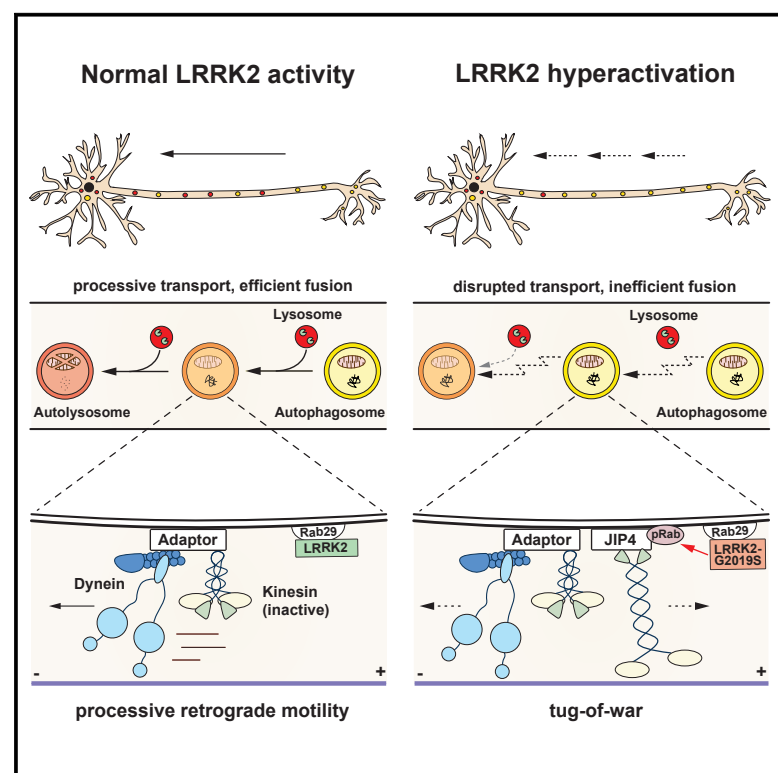 Normal LRRK2 activity
processive transport, efficient fusion
Lysosome
Autolysosome
Autophagosome
Adaptor
Rab29
LRRK2
Dynein
Kinesin
(inactive)
-
+
processive retrograde motility
LRRK2 hyperactivation
disrupted transport, inefficient fusion
Lysosome
Autophagosome
Adaptor
JIP4
pRab
Rab29
LRRK2-
G2019S
-
+
tug-of-war